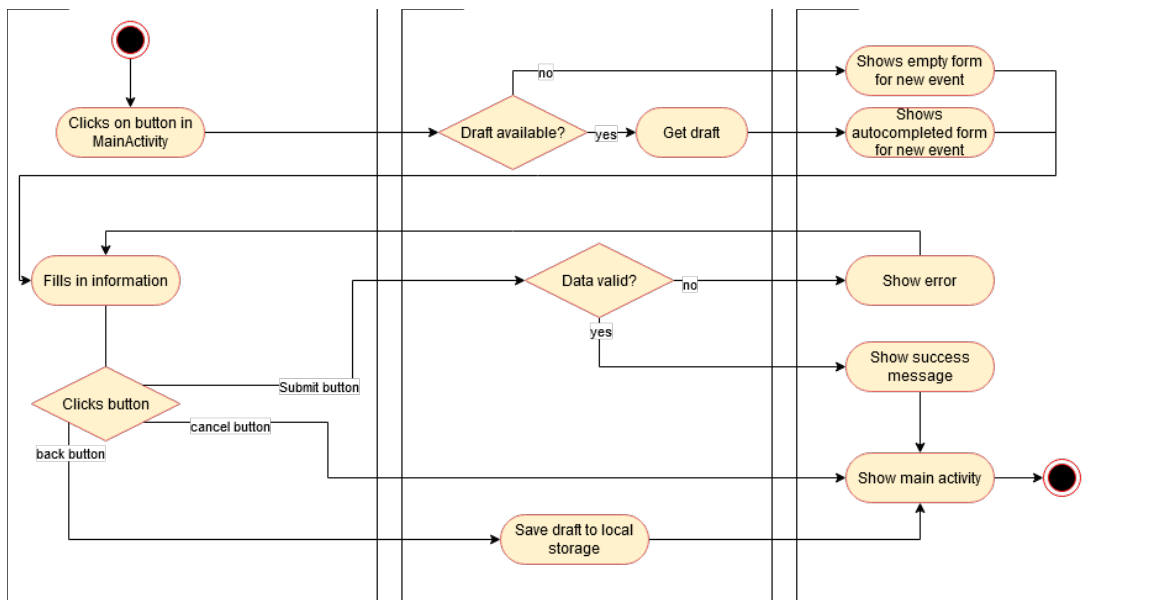 no
Shows empty form
for new event
Clicks on button in
MainActivity
Draft available?
yes
Get draft
Shows
autocompleted form
for new event
Fills in information
Data valid?
no
Show error
yes
Show success
message
Submit button
Clicks button
cancel button
back button
Show main activity
Save draft to local
storage